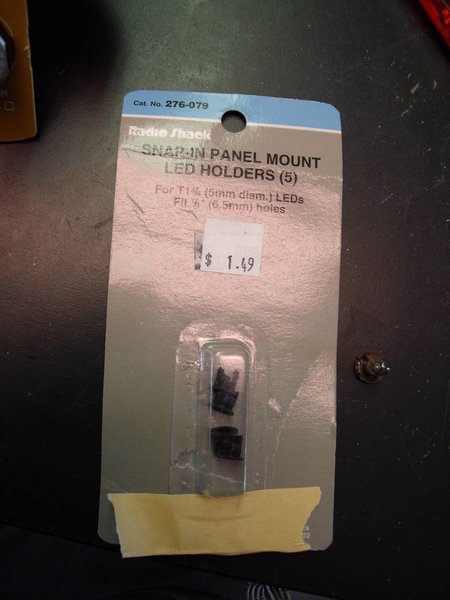 Cat. No. 276-079
Radio Shack
SNAP-IN PANEL MOUNT
LED HOLDERS (5)
For T1¾ (5mm diam.) LEDs
Fit ¼" (6.5mm) holes
$ 1.49